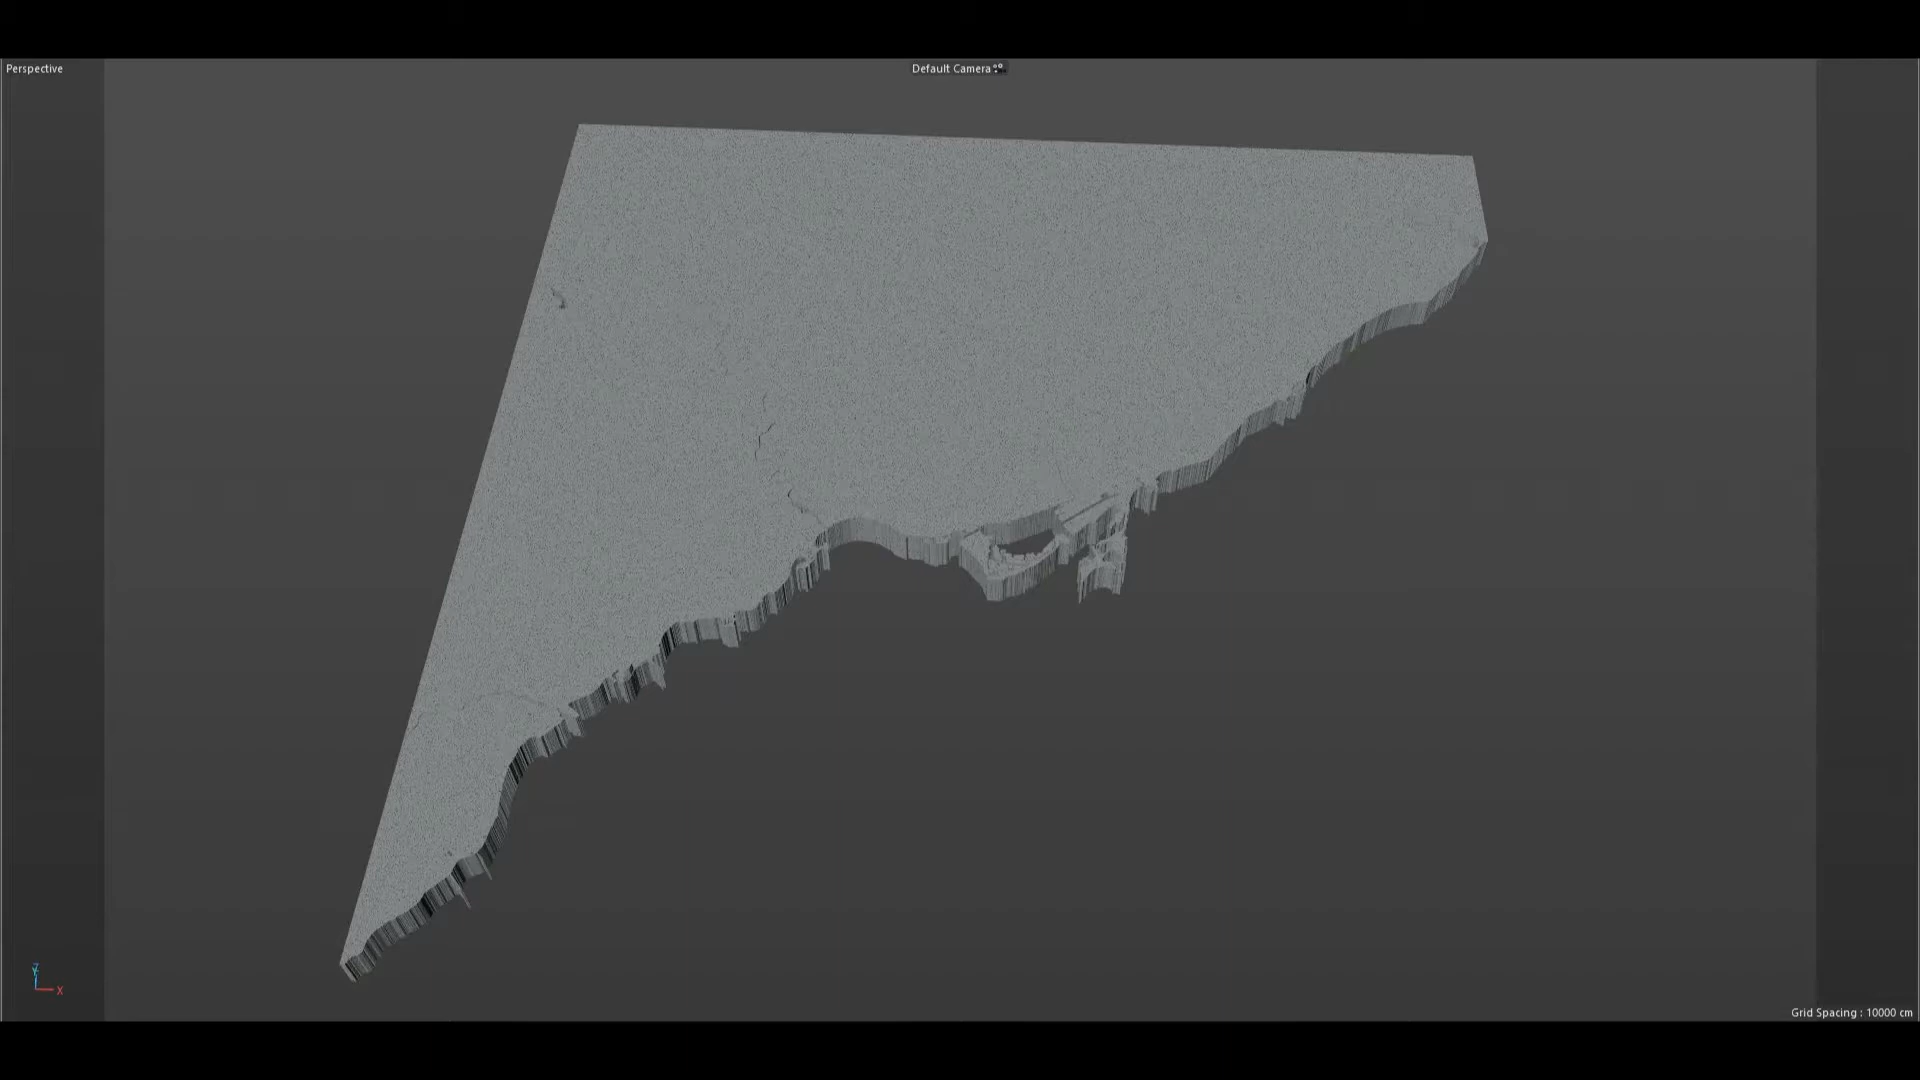 Perspective
Default Camera
Y
X
Grid Spacing : 10000 cm